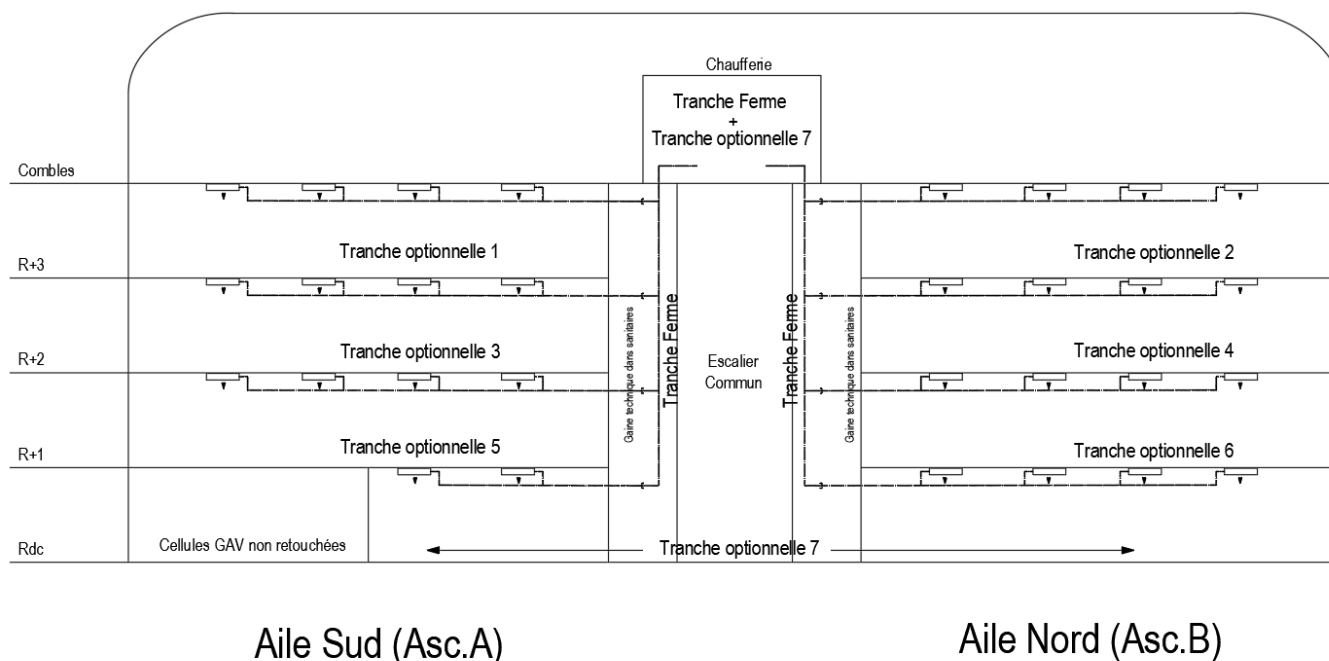 Chaufferie
Tranche Ferme
+
Tranche optionnelle 7
Combles
Tranche optionnelle 1
Tranche optionnelle 2
R+3
Tranche Ferme
Tranche Ferme
Gaine technique dans sanitaires
Gaine technique dans sanitaires
Escalier
Commun
Tranche optionnelle 3
Tranche optionnelle 4
R+2
Tranche optionnelle 5
Tranche optionnelle 6
R+1
Rdc
Cellules GAV non retouchées
Tranche optionnelle 7
Aile Sud (Asc.A)
Aile Nord (Asc.B)